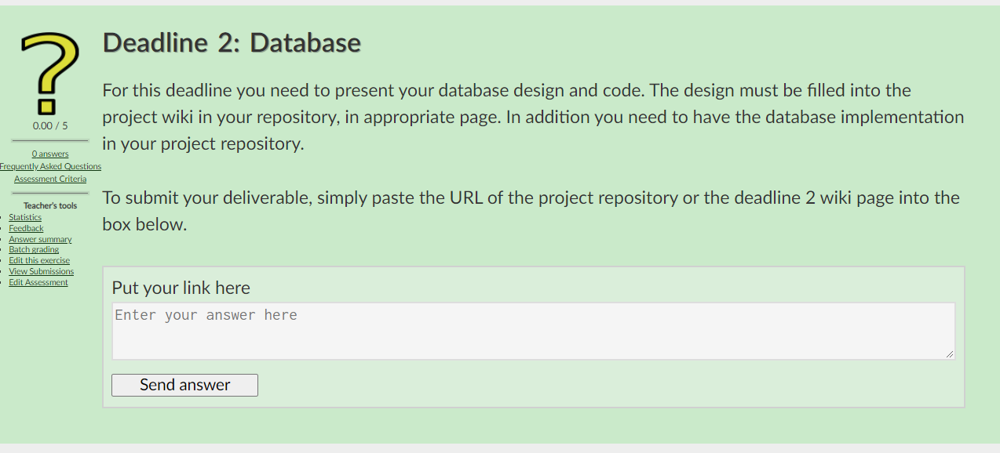 Deadline 2: Database
For this deadline you need to present your database design and code. The design must be filled into the
project wiki in your repository, in appropriate page. In addition you need to have the database implementation
in your project repository.
To submit your deliverable, simply paste the URL of the project repository or the deadline 2 wiki page into the
box below.
Put your link here
Enter your answer here
Send answer
?
0.00 / 5
0 answers
Frequently Asked Questions
Assessment Criteria
Teacher's tools
Statistics
Feedback
Answer summary
Batch grading
Edit this exercise
View Submissions
Edit Assessment